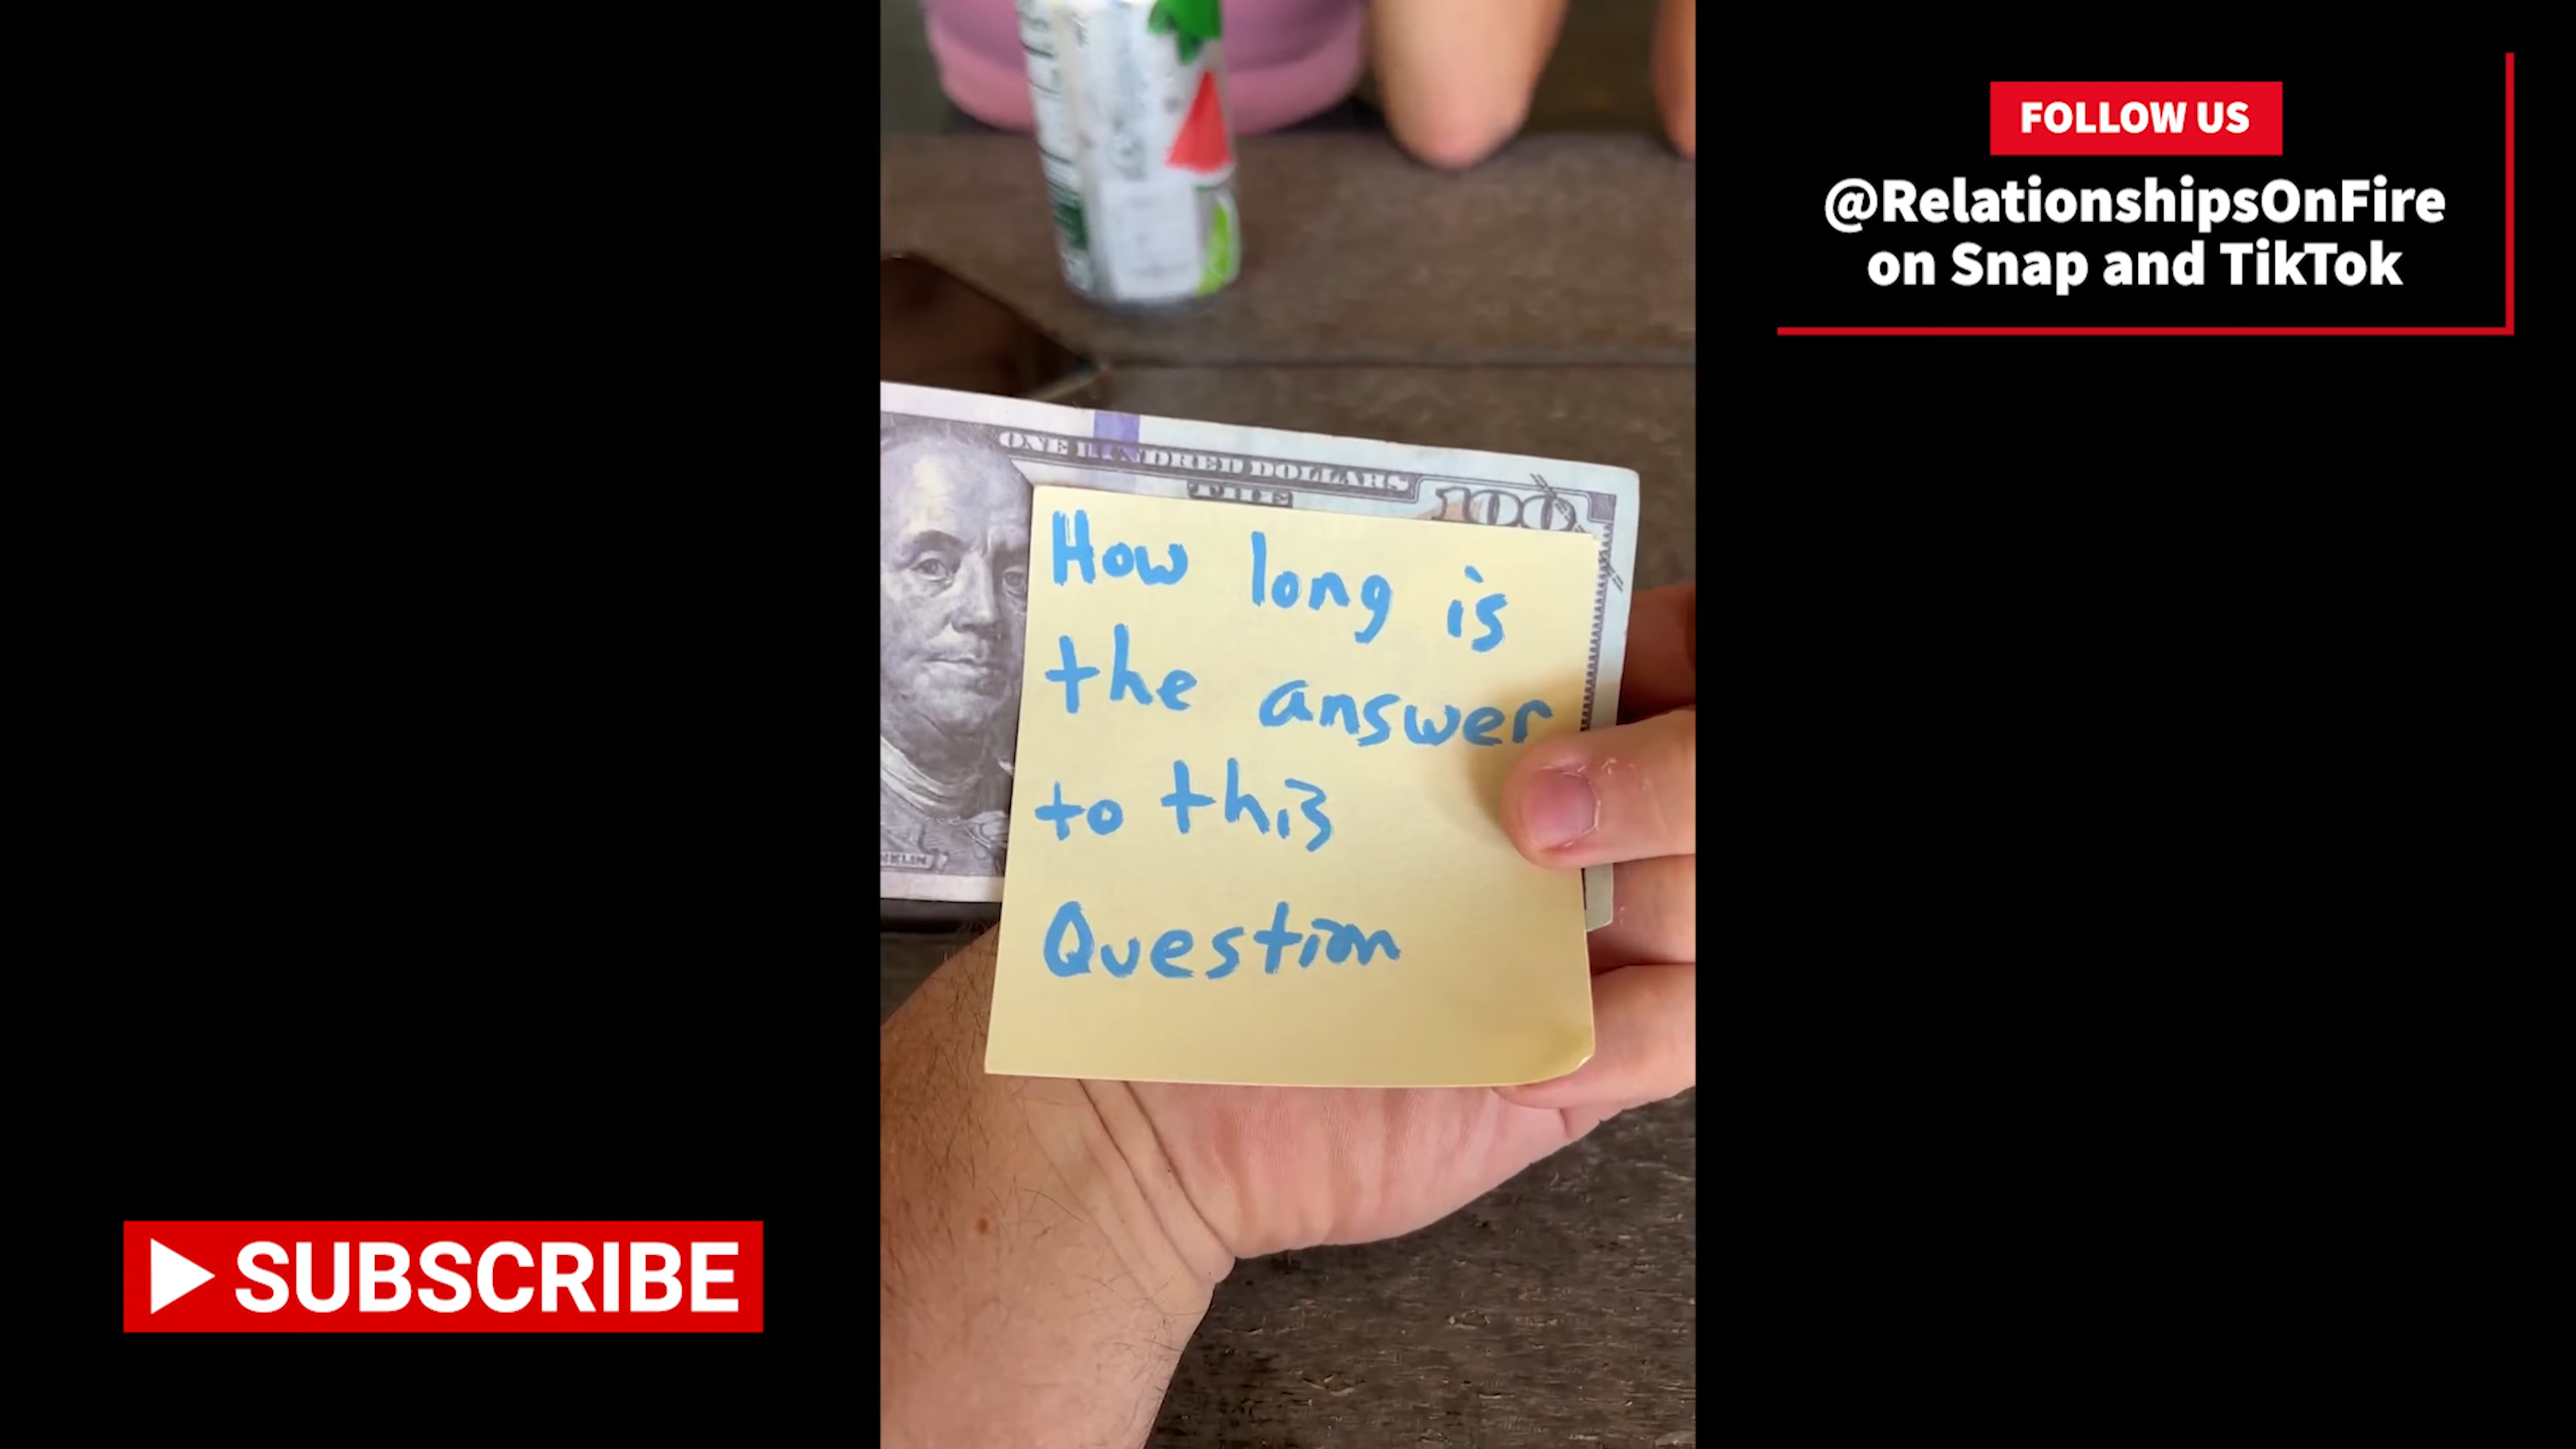 FOLLOW US
@RelationshipsOnFire
on Snap and TikTok
ONE HUNDRED DOLLARS
THE
100
How long is
the answer
to this
Question
NKLIN
SUBSCRIBE